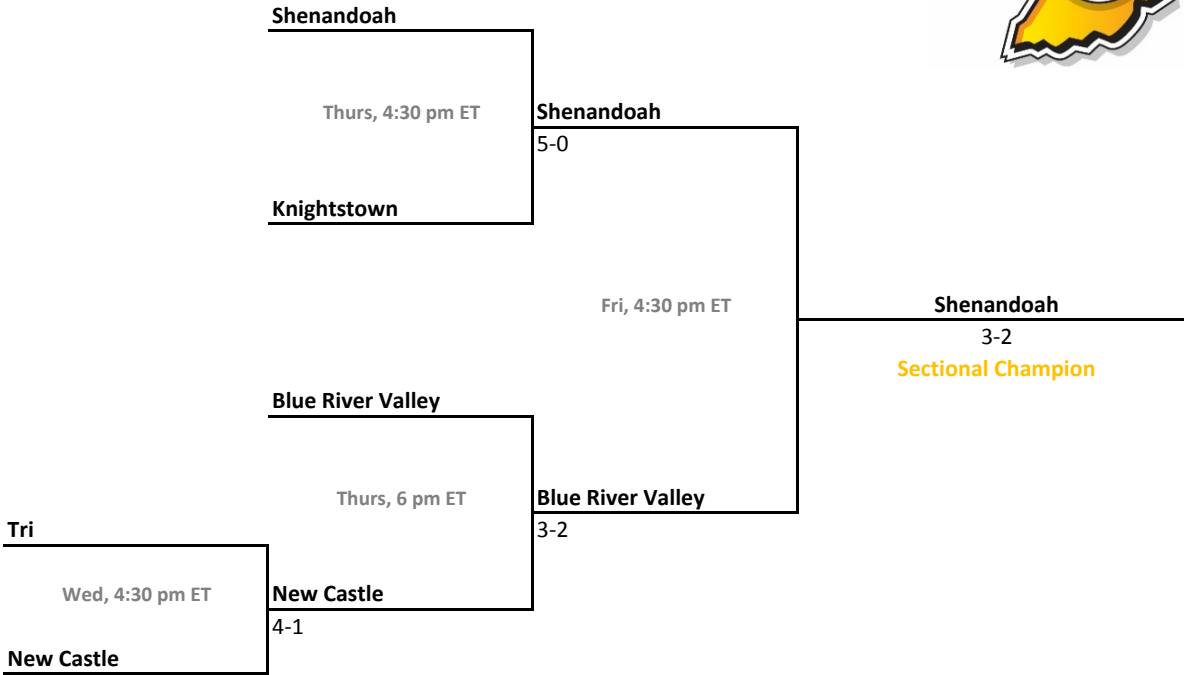 Shenandoah
Thurs, 4:30 pm ET
Shenandoah
5-0
Knightstown
Fri, 4:30 pm ET
Shenandoah
3-2
Sectional Champion
Blue River Valley
Thurs, 6 pm ET
Blue River Valley
3-2
Tri
Wed, 4:30 pm ET
New Castle
4-1
New Castle